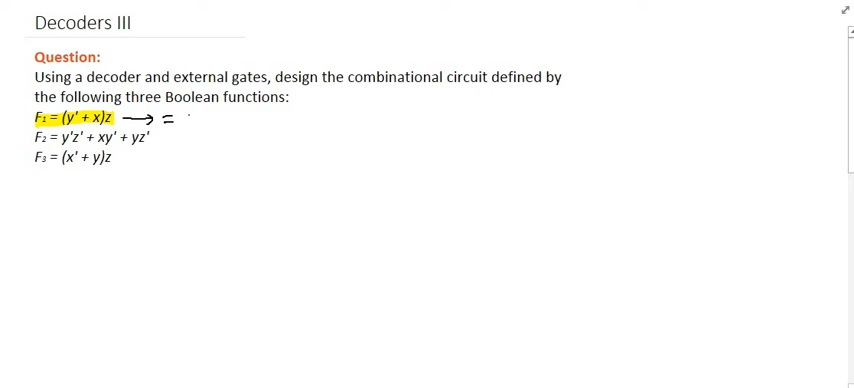 Decoders III
Question:
Using a decoder and external gates, design the combinational circuit defined by
the following three Boolean functions:
F₁ = (y' + x)z ⟶ =
F₂ = y'z' + xy' + yz'
F₃ = (x' + y)z